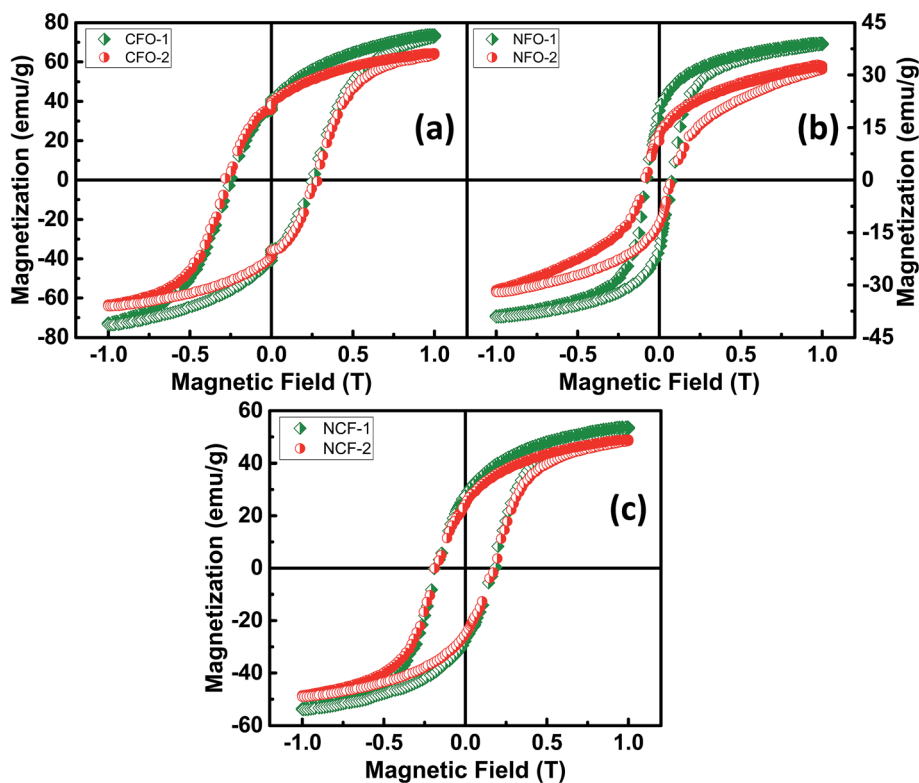 CFO-1
CFO-2
(a)
80
60
40
20
0
-20
-40
-60
-80
-1.0
-0.5
0.0
0.5
1.0
Magnetization (emu/g)
Magnetic Field (T)
NFO-1
NFO-2
(b)
45
30
15
0
-15
-30
-45
-1.0
-0.5
0.0
0.5
1.0
Magnetization (emu/g)
Magnetic Field (T)
NCF-1
NCF-2
(c)
60
40
20
0
-20
-40
-60
-1.0
-0.5
0.0
0.5
1.0
Magnetization (emu/g)
Magnetic Field (T)